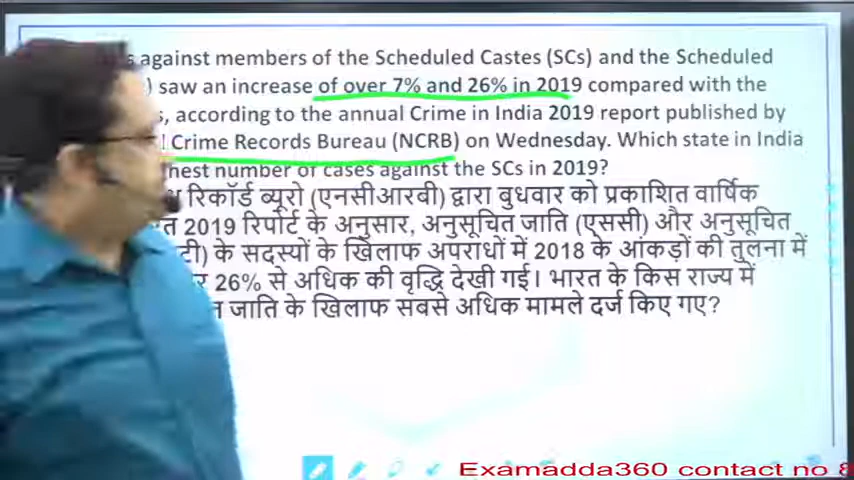 against members of the Scheduled Castes (SCs) and the Scheduled
) saw an increase of over 7% and 26% in 2019 compared with the
, according to the annual Crime in India 2019 report published by
Crime Records Bureau (NCRB) on Wednesday. Which state in India
number of cases against the SCs in 2019?
रिकॉर्ड ब्यूरो (एनसीआरबी) द्वारा बुधवार को प्रकाशित वार्षिक
2019 रिपोर्ट के अनुसार, अनुसूचित जाति (एससी) और अनुसूचित
) के सदस्यों के खिलाफ अपराधों में 2018 के आंकड़ों की तुलना में
26% से अधिक की वृद्धि देखी गई। भारत के किस राज्य में
जाति के खिलाफ सबसे अधिक मामले दर्ज किए गए?
Examadda360 contact no